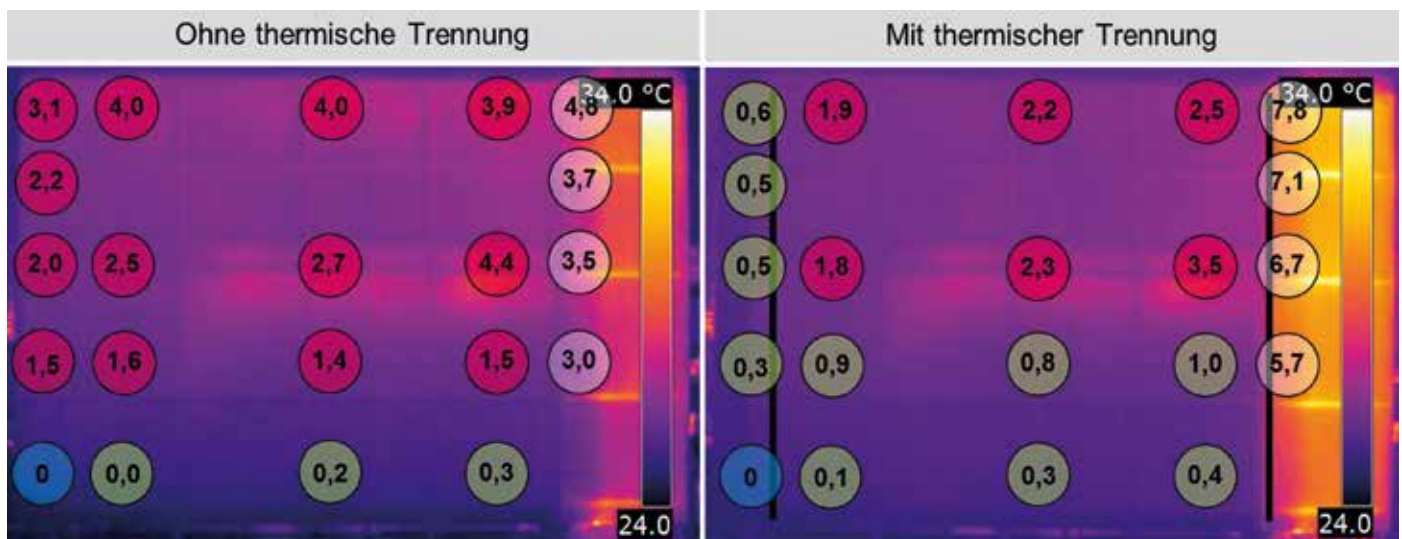 Ohne thermische Trennung
3,1 4,0 4,0 3,9 4,8 34.0 °C
2,2 3,7
2,0 2,5 2,7 4,4 3,5
1,5 1,6 1,4 1,5 3,0
0 0,0 0,2 0,3
24.0
Mit thermischer Trennung
0,6 1,9 2,2 2,5 7,8 34.0 °C
0,5 7,1
0,5 1,8 2,3 3,5 6,7
0,3 0,9 0,8 1,0 5,7
0 0,1 0,3 0,4
24.0